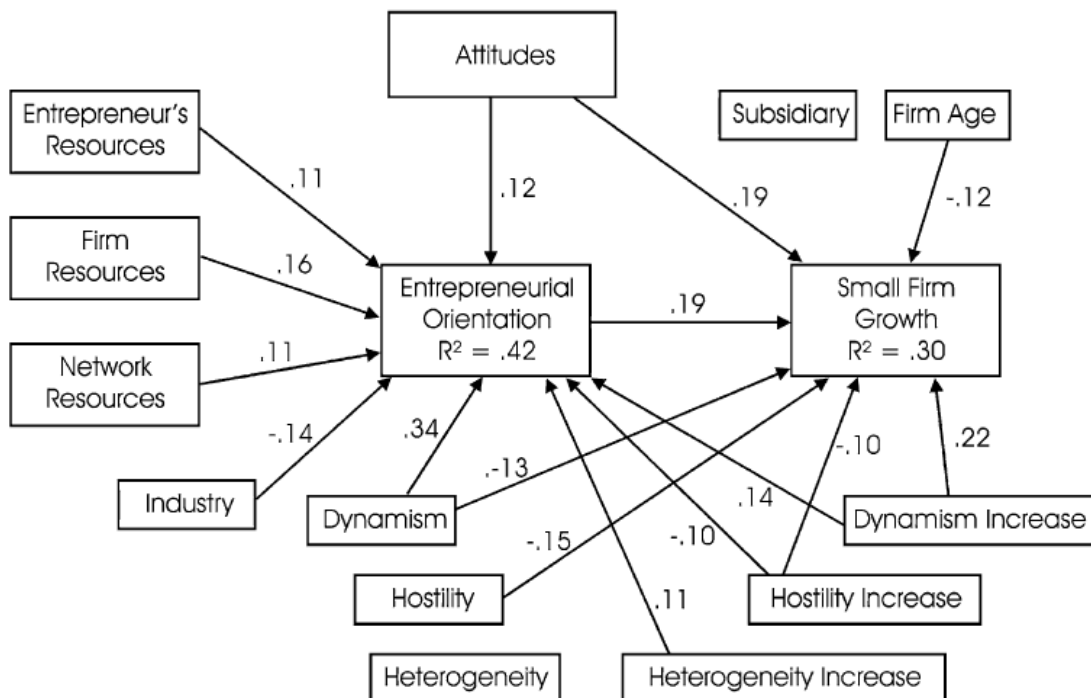 Attitudes
Entrepreneur's
Resources
Subsidiary
Firm Age
.11
.12
.19
-.12
Firm
Resources
.16
Entrepreneurial
Orientation
R² = .42
.19
Small Firm
Growth
R² = .30
Network
Resources
.11
-.14
.34
.-13
-.10
.22
Industry
Dynamism
-.15
-.10
.14
Dynamism Increase
Hostility
.11
Hostility Increase
Heterogeneity
Heterogeneity Increase